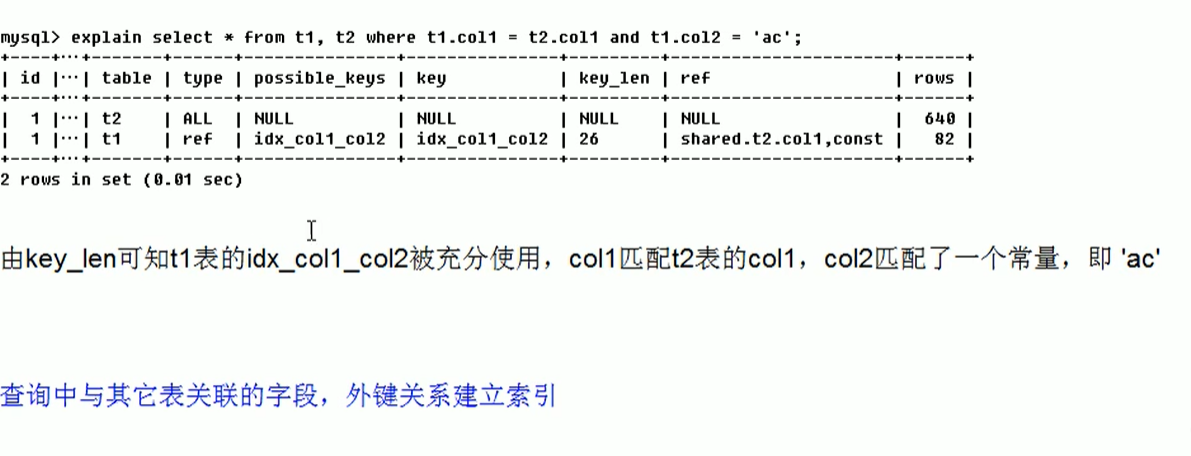 mysql> explain select * from t1, t2 where t1.col1 = t2.col1 and t1.col2 = 'ac';
+----+...+-------+------+---------------+---------------+---------+----------------------+------+
| id |...| table | type | possible_keys | key           | key_len | ref                  | rows |
+----+...+-------+------+---------------+---------------+---------+----------------------+------+
|  1 |...| t2    | ALL  | NULL          | NULL          | NULL    | NULL                 |  640 |
|  1 |...| t1    | ref  | idx_col1_col2 | idx_col1_col2 | 26      | shared.t2.col1,const |   82 |
+----+...+-------+------+---------------+---------------+---------+----------------------+------+
2 rows in set (0.01 sec)
由key_len可知t1表的idx_col1_col2被充分使用，col1匹配t2表的col1，col2匹配了一个常量，即 'ac'
查询中与其它表关联的字段，外键关系建立索引